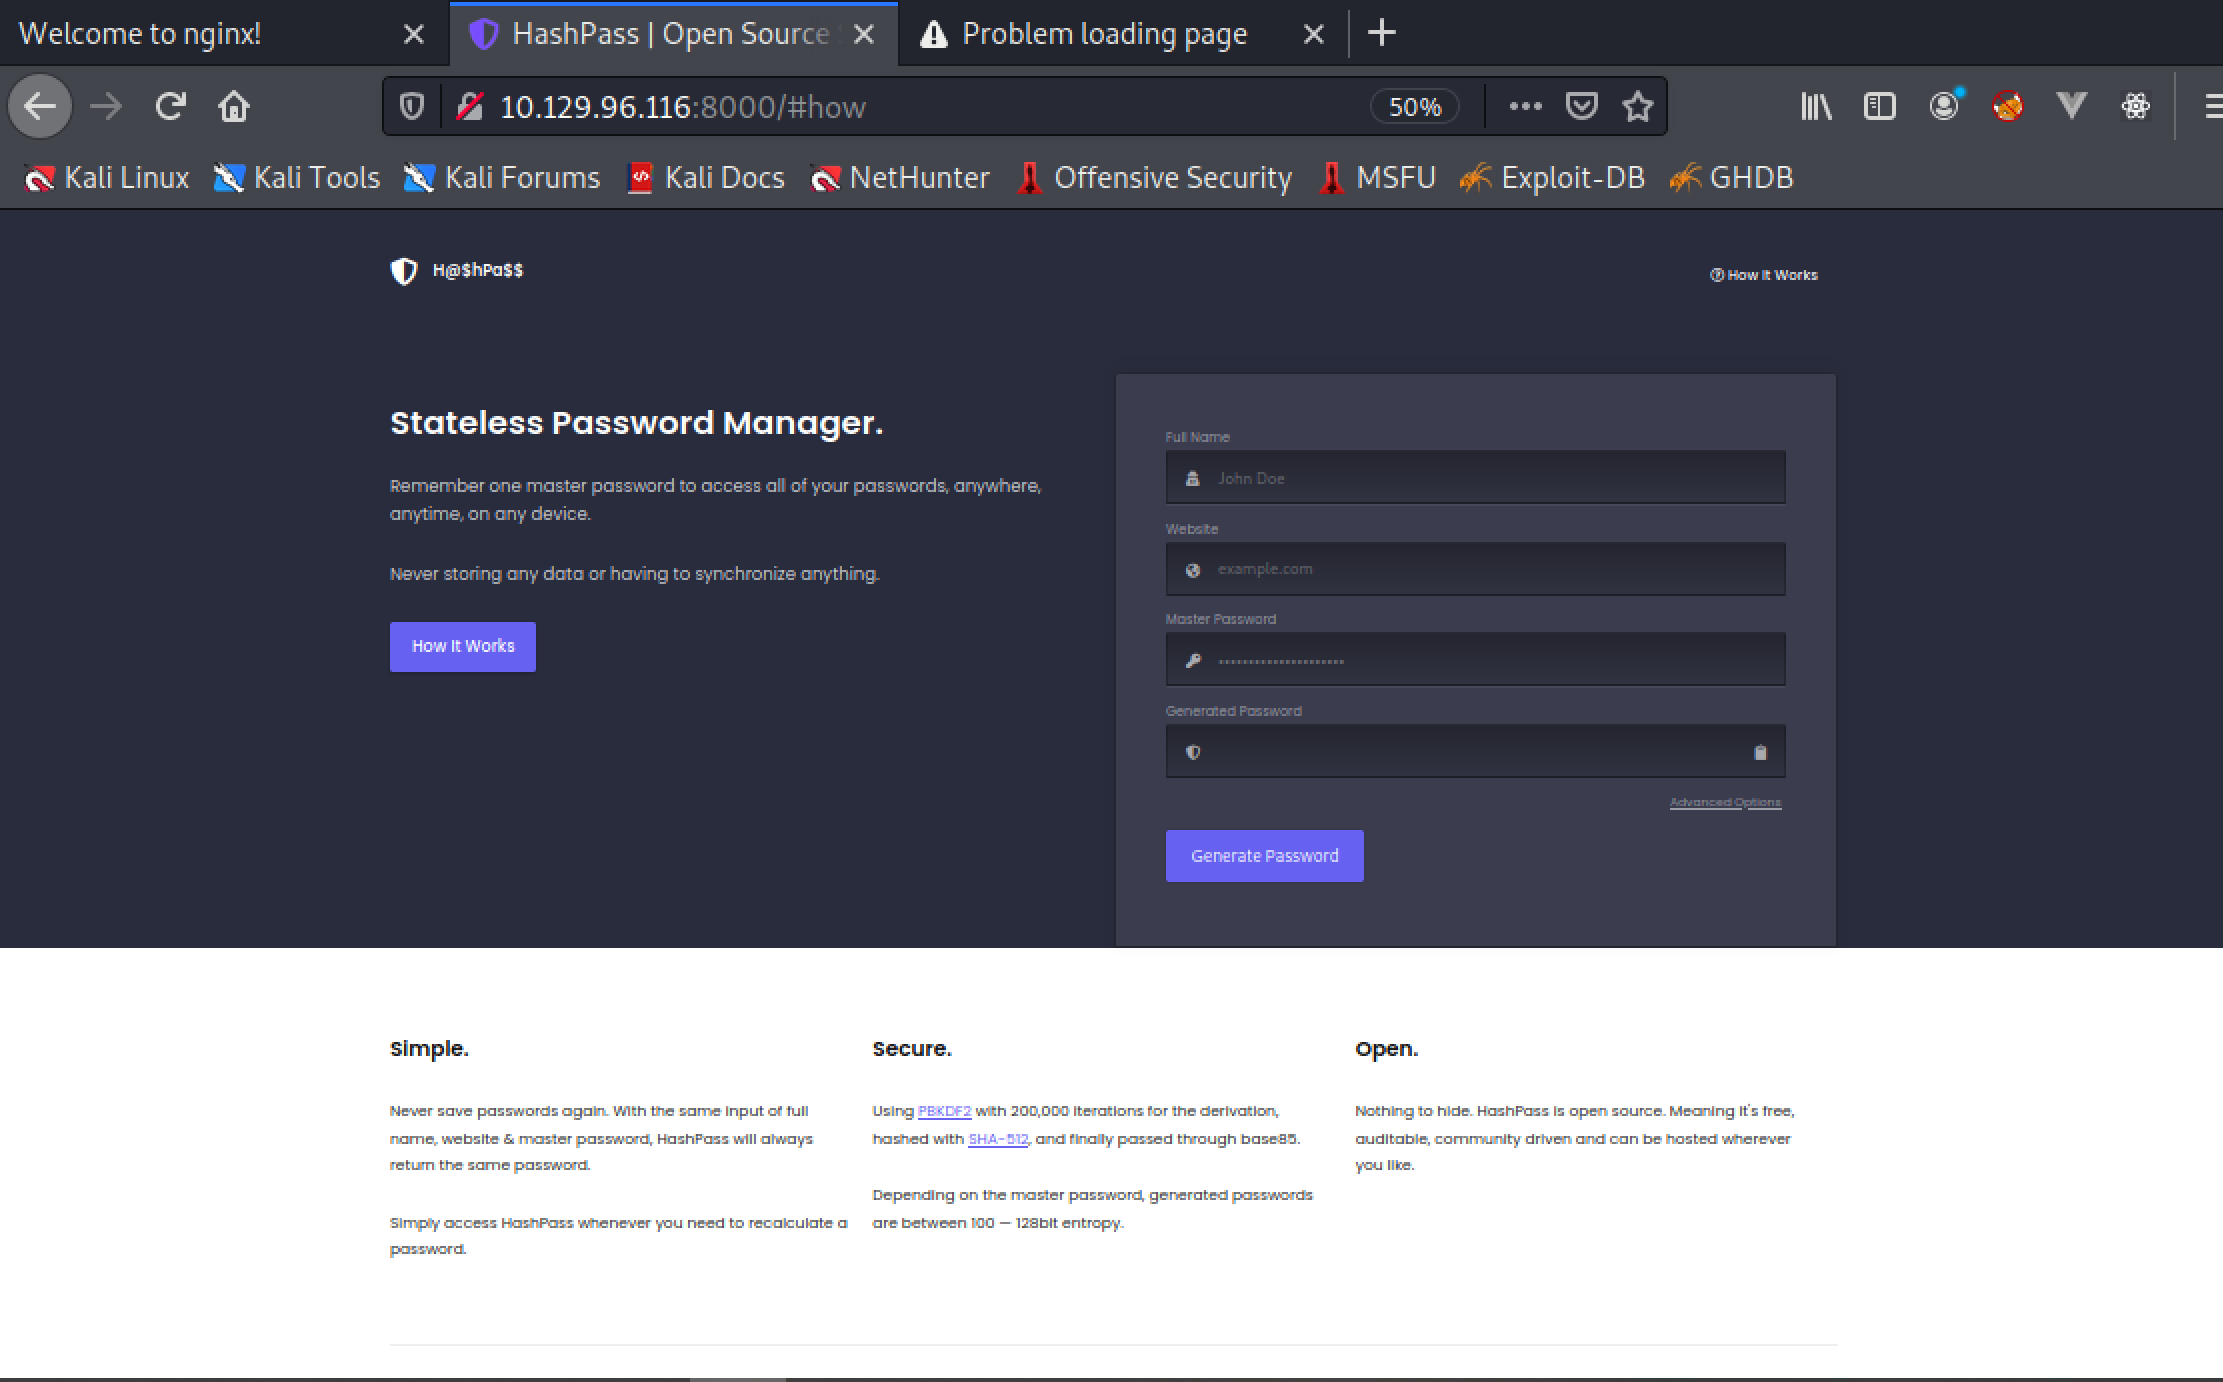 Welcome to nginx!
HashPass | Open Source
Problem loading page
10.129.96.116:8000/#how
50%
Kali Linux
Kali Tools
Kali Forums
Kali Docs
NetHunter
Offensive Security
MSFU
Exploit-DB
GHDB
H@$hPa$$
How It Works
Stateless Password Manager.
Remember one master password to access all of your passwords, anywhere,
anytime, on any device.
Never storing any data or having to synchronize anything.
How It Works
Full Name
John Doe
Website
example.com
Master Password
Generated Password
Advanced Options
Generate Password
Simple.
Never save passwords again. With the same input of full
name, website & master password, HashPass will always
return the same password.
Simply access HashPass whenever you need to recalculate a
password.
Secure.
Using PBKDF2 with 200,000 iterations for the derivation,
hashed with SHA-512, and finally passed through base85.
Depending on the master password, generated passwords
are between 100 — 128bit entropy.
Open.
Nothing to hide. HashPass is open source. Meaning it's free,
auditable, community driven and can be hosted wherever
you like.